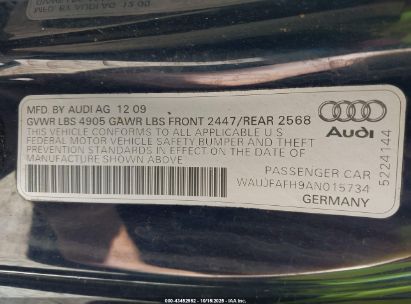 MFD. BY AUDI AG 12 09
GVWR LBS 4905 GAWR LBS FRONT 2447/REAR 2568
THIS VEHICLE CONFORMS TO ALL APPLICABLE U.S
FEDERAL MOTOR VEHICLE SAFETY BUMPER AND THEFT
PREVENTION STANDARDS IN EFFECT ON THE DATE OF
MANUFACTURE SHOWN ABOVE.
Audi
PASSENGER CAR
WAUJFAFH9AN015734
GERMANY
5224144